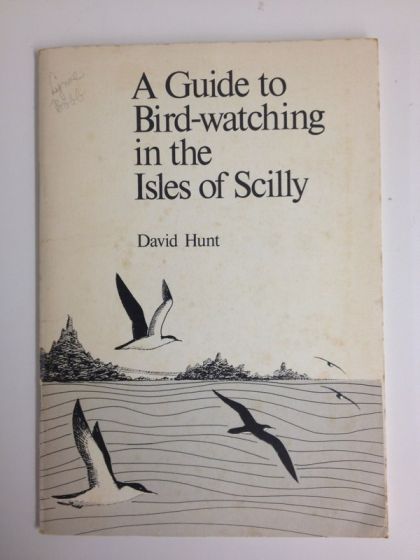 A Guide to
Bird-watching
in the
Isles of Scilly
David Hunt